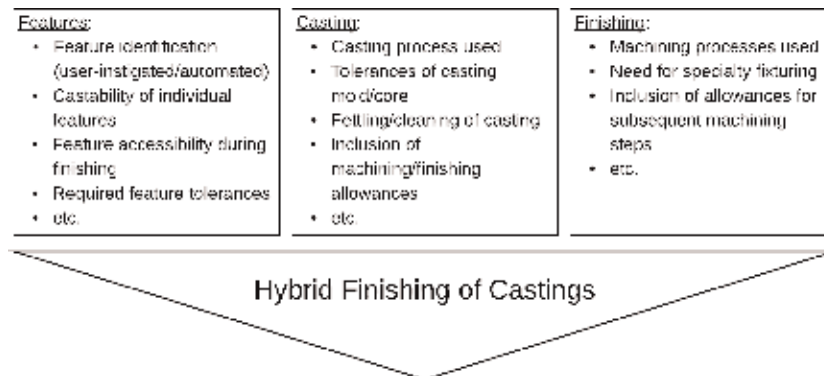 Features:
• Feature identification
(user-instigated/automated)
• Castability of individual
features
• Feature accessibility during
finishing
• Required feature tolerances
• etc.
Casting:
• Casting process used
• Tolerances of casting
mold/core
• Fettling/cleaning of casting
• Inclusion of
machining/finishing
allowances
• etc.
Finishing:
• Machining processes used
• Need for specialty fixturing
• Inclusion of allowances for
subsequent machining
steps
• etc.
Hybrid Finishing of Castings